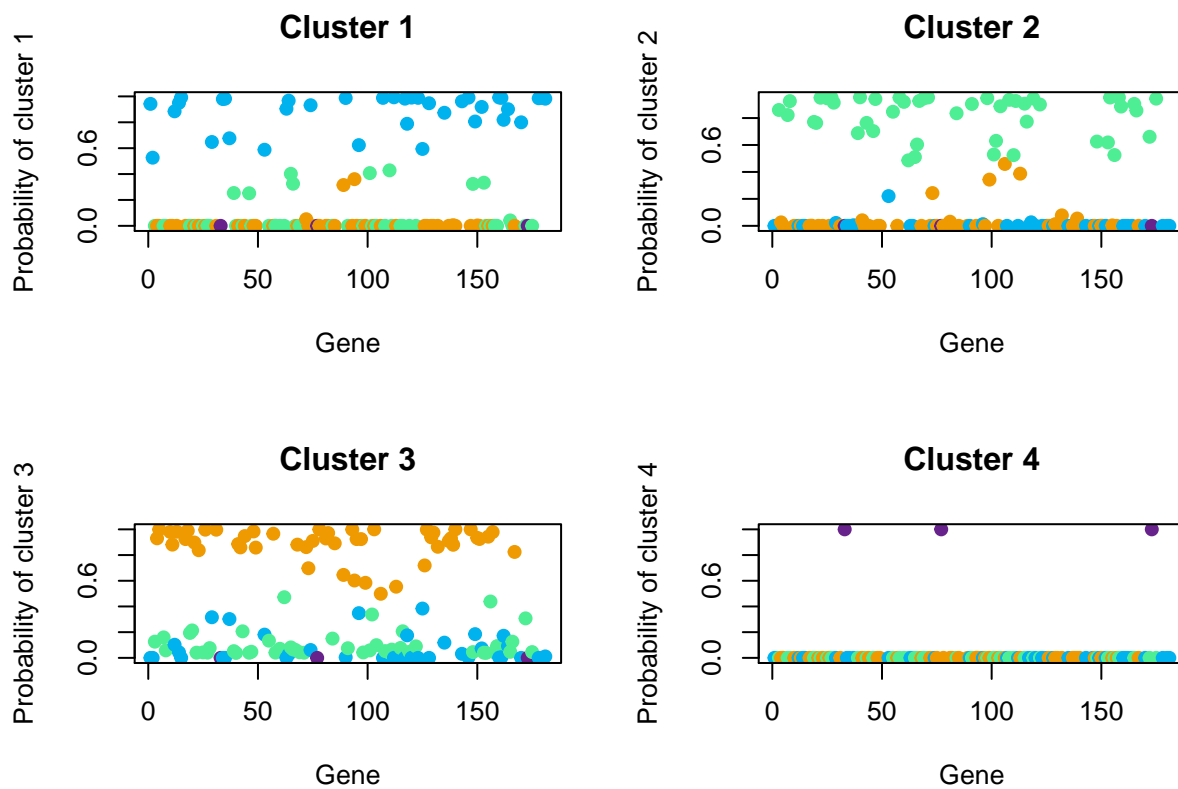 Cluster 1
Probability of cluster 1
0.0 0.6
0 50 100 150
Gene
Cluster 2
Probability of cluster 2
0.0 0.6
0 50 100 150
Gene
Cluster 3
Probability of cluster 3
0.0 0.6
0 50 100 150
Gene
Cluster 4
Probability of cluster 4
0.0 0.6
0 50 100 150
Gene